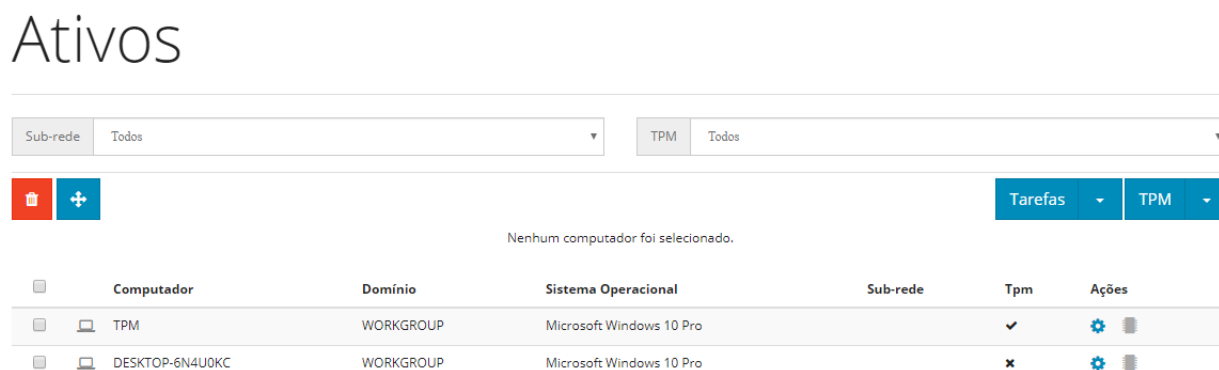 Ativos
Sub-rede Todos TPM Todos
Tarefas TPM
Nenhum computador foi selecionado.
Computador Domínio Sistema Operacional Sub-rede Tpm Ações
TPM WORKGROUP Microsoft Windows 10 Pro
DESKTOP-6N4U0KC WORKGROUP Microsoft Windows 10 Pro